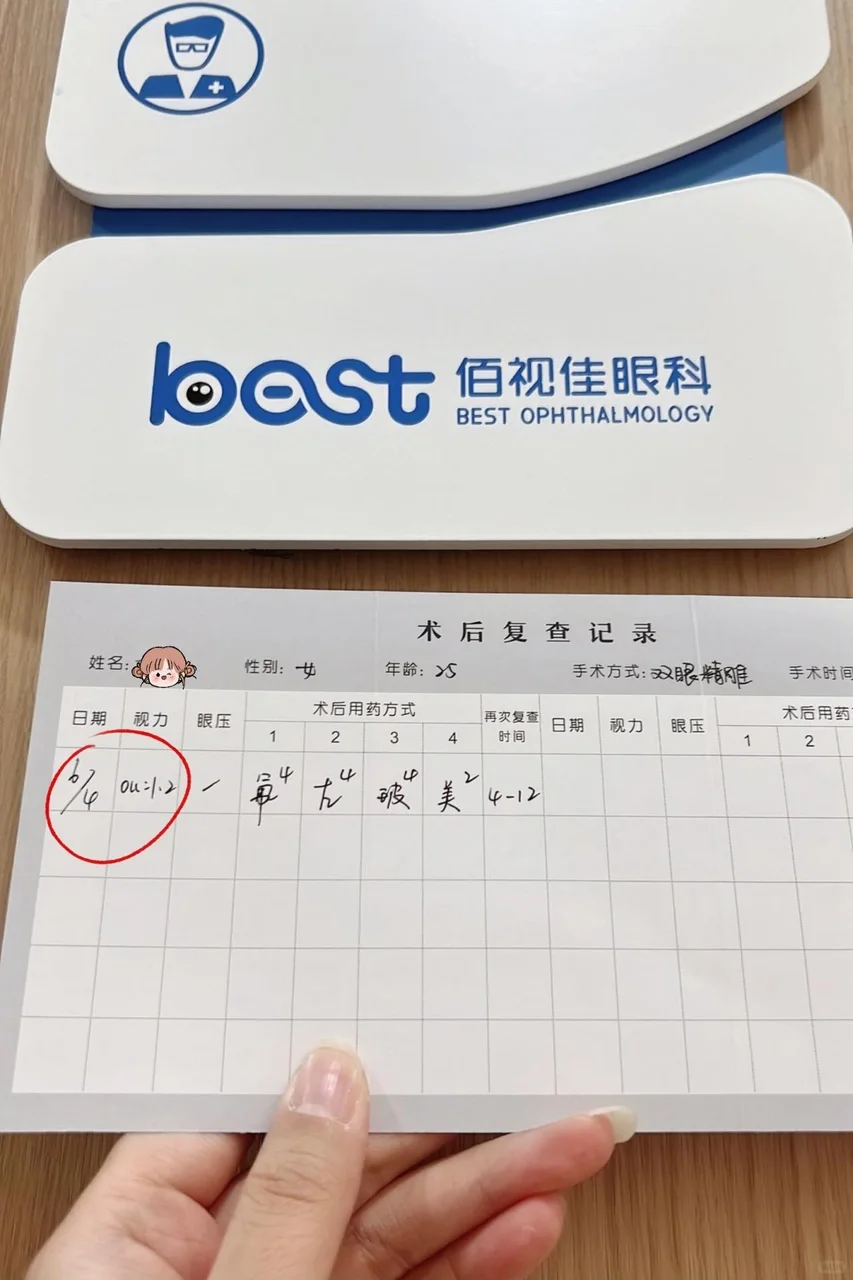 best 佰视佳眼科
BEST OPHTHALMOLOGY
术后复查记录
姓名: 性别: 女 年龄: 25 手术方式: 双眼精雕 手术时间
日期 视力 眼压 术后用药方式 再次复查时间 日期 视力 眼压 术后用药
1 2 3 4 1 2
6/4 OU:1.2 氟4 左4 玻4 美2 4-12